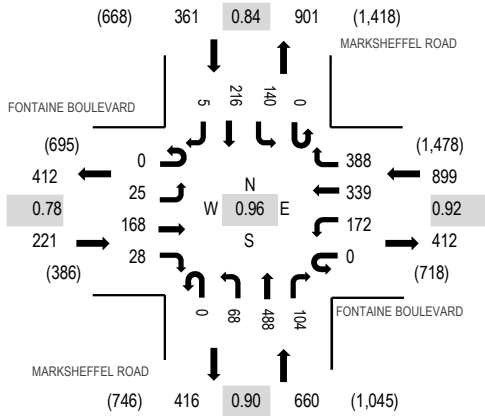 (668) 361 0.84 901 (1,418)
MARKSHEFFEL ROAD
FONTAINE BOULEVARD
5 216 140 0
(695) (1,478)
412 0 388 899
0.78 25 N 339 0.92
W 0.96 E
221 168 S 172 412
(386) 28 0 (718)
0 68 488 104
FONTAINE BOULEVARD
MARKSHEFFEL ROAD
(746) 416 0.90 660 (1,045)